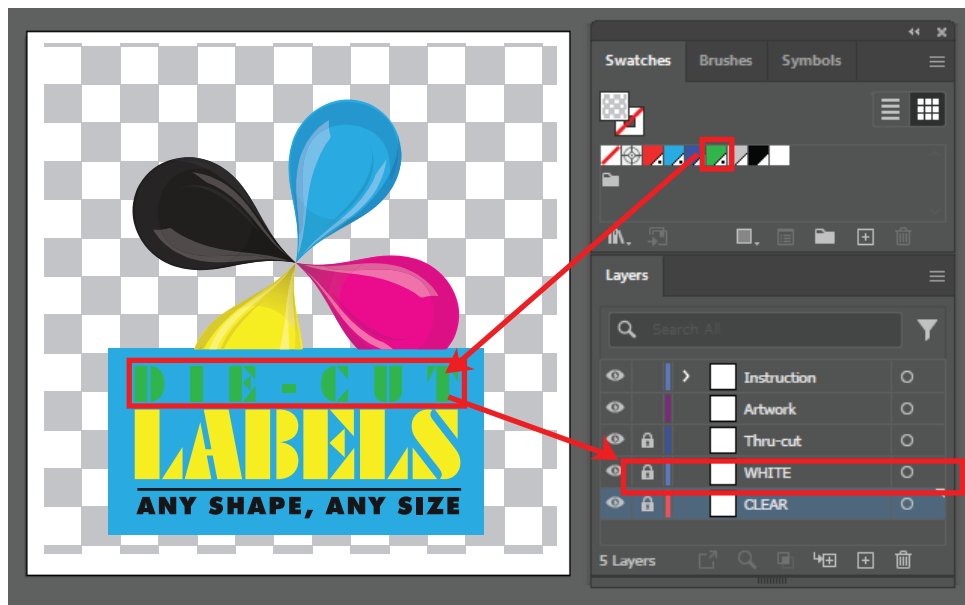 DIE-CUT
LABELS
ANY SHAPE, ANY SIZE
Swatches Brushes Symbols
Layers
Search All
Instruction
Artwork
Thru-cut
WHITE
CLEAR
5 Layers